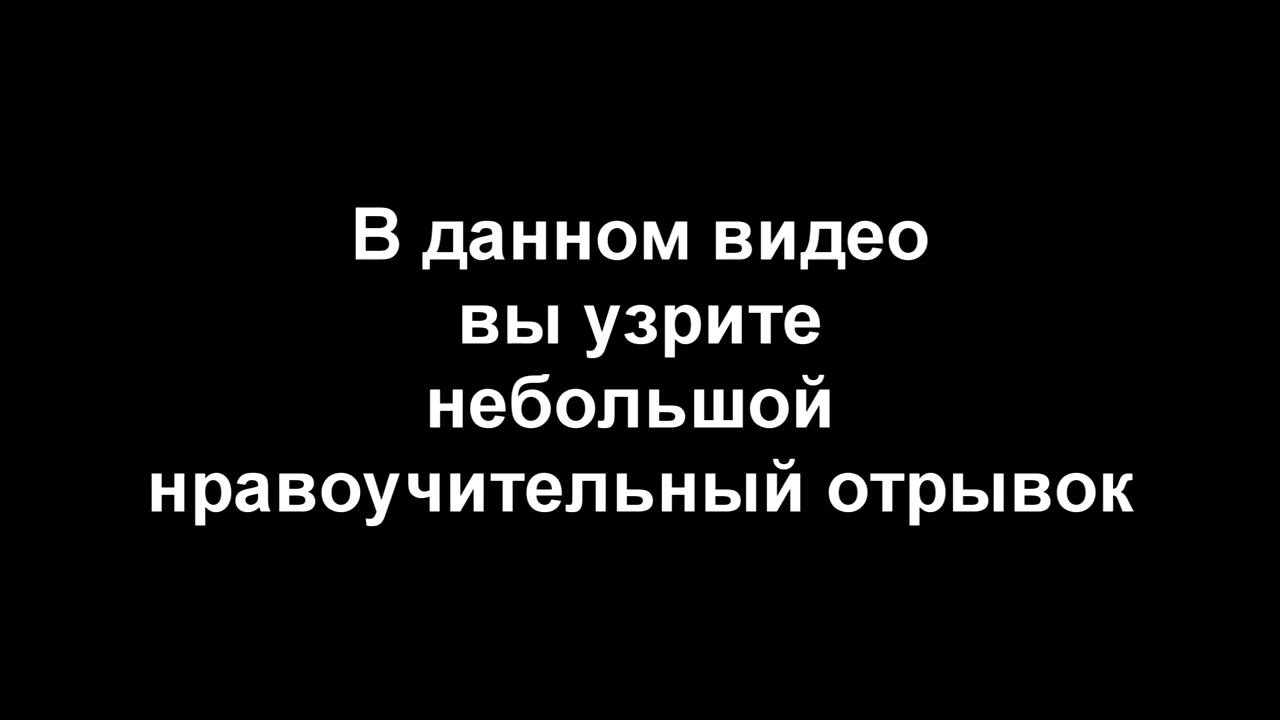 В данном видео
вы узрите
небольшой
нравоучительный отрывок